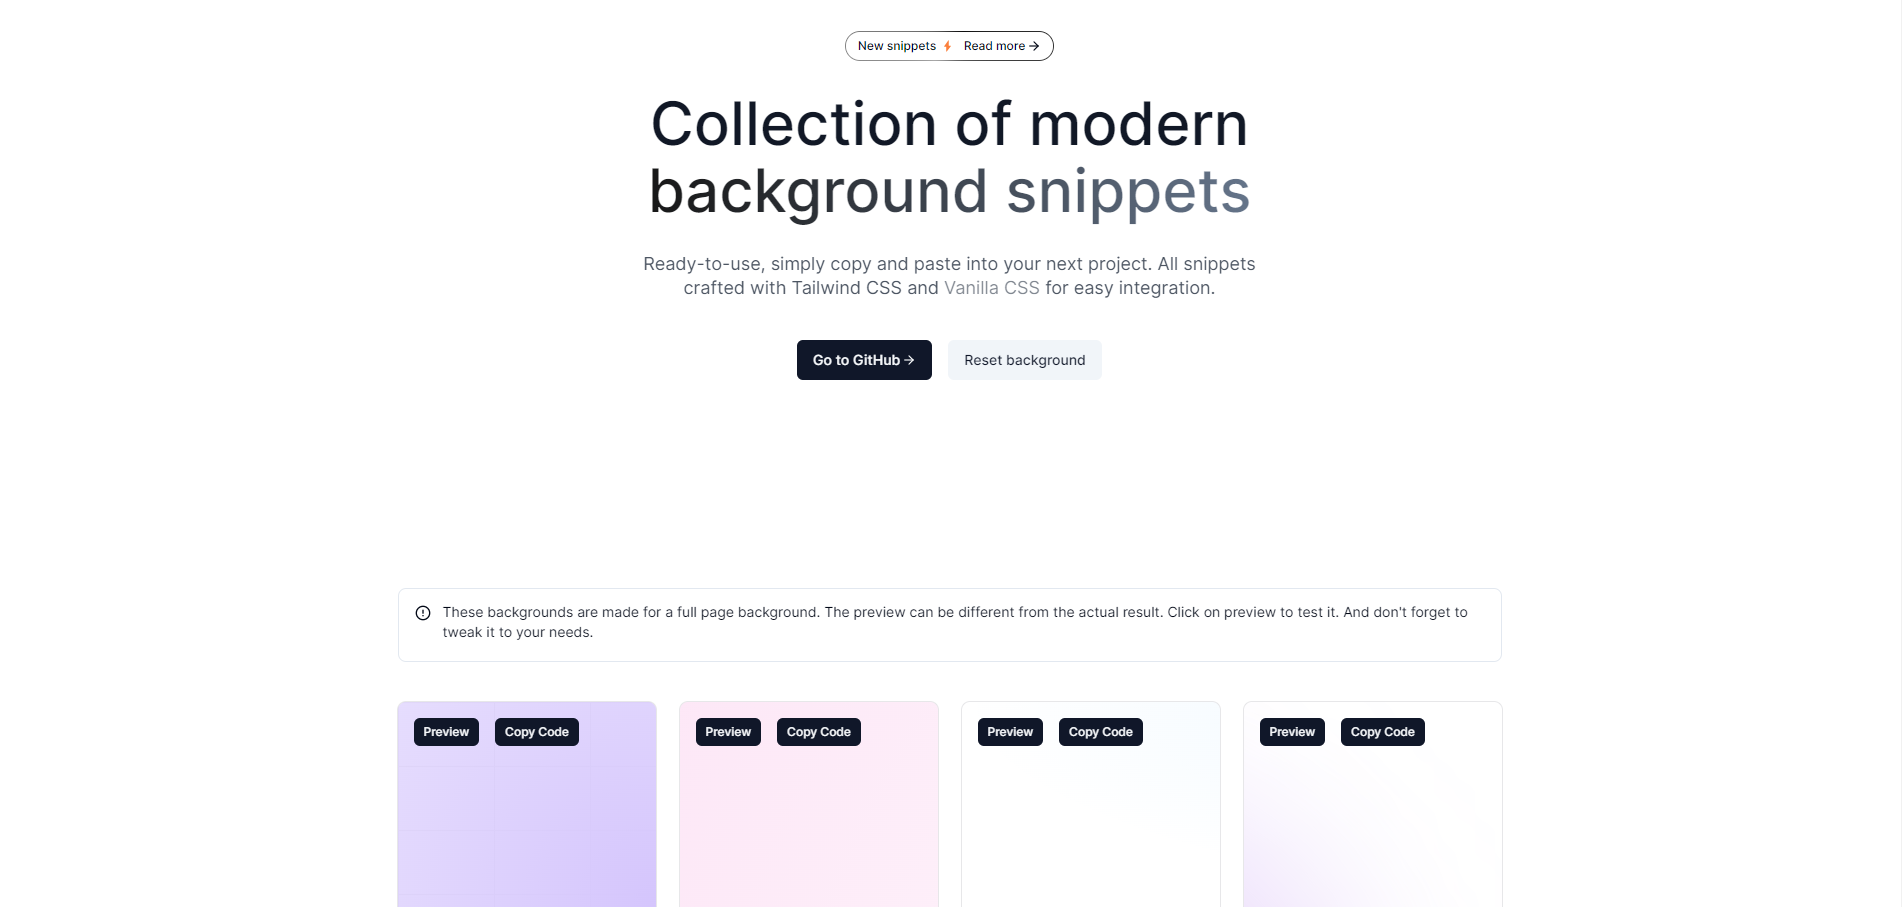 New snippets Read more
Collection of modern
background snippets
Ready-to-use, simply copy and paste into your next project. All snippets
crafted with Tailwind CSS and Vanilla CSS for easy integration.
Go to GitHub Reset background
These backgrounds are made for a full page background. The preview can be different from the actual result. Click on preview to test it. And don't forget to
tweak it to your needs.
Preview Copy Code Preview Copy Code Preview Copy Code Preview Copy Code